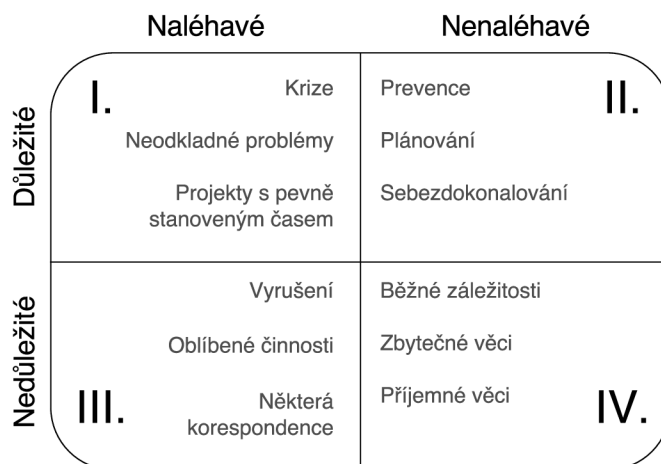 Naléhavé
Nenaléhavé
Důležité
I.
Krize
Neodkladné problémy
Projekty s pevně
stanoveným časem
II.
Prevence
Plánování
Sebezdokonalování
Nedůležité
III.
Vyrušení
Oblíbené činnosti
Některá
korespondence
IV.
Běžné záležitosti
Zbytečné věci
Příjemné věci